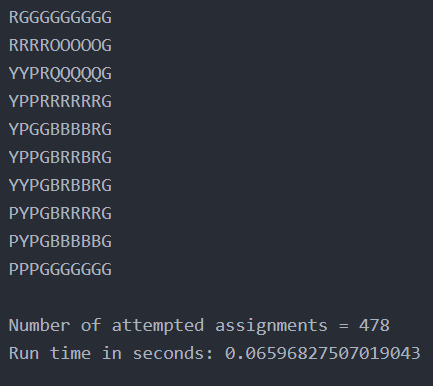 RGGGGGGGGG
RRRROOOOOG
YYPRQQQQQG
YPPRRRRRRG
YPGGBBBBRG
YPPGBRRBRG
YYPGBRBBRG
PYPGBRRRRG
PYPGBBBBBG
PPPGGGGGGG
Number of attempted assignments = 478
Run time in seconds: 0.06596827507019043